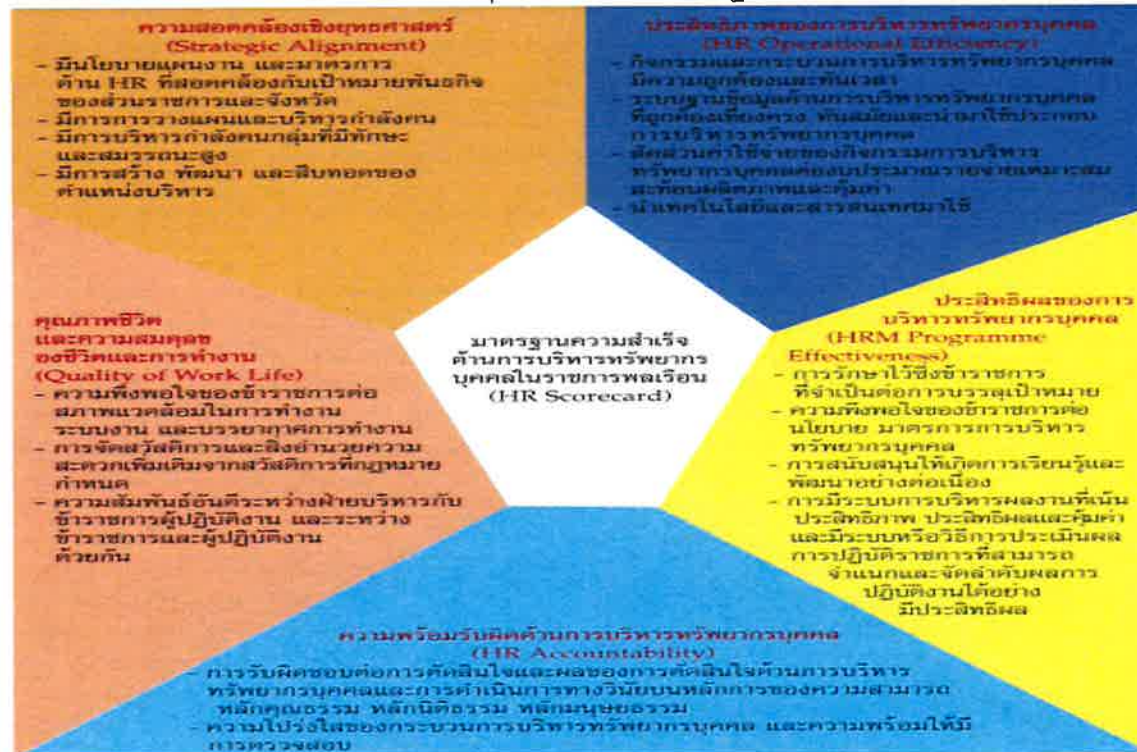 ความสอดคล้องเชิงยุทธศาสตร์
(Strategic Alignment)
- มีนโยบายแผนงาน และมาตรการ
ด้าน HR ที่สอดคล้องกับเป้าหมายพันธกิจ
ของส่วนราชการและจังหวัด
- มีการการวางแผนและบริหารกำลังคน
- มีการบริหารกำลังคนกลุ่มที่มีทักษะ
และสมรรถนะสูง
- มีการสร้าง พัฒนา และสืบทอดของ
ตำแหน่งบริหาร
ประสิทธิภาพของการบริหารทรัพยากรบุคคล
(HR Operational Efficiency)
- กิจกรรมและกระบวนการบริหารทรัพยากรบุคคล
มีความถูกต้องและทันเวลา
- ระบบฐานข้อมูลด้านการบริหารทรัพยากรบุคคล
ที่ถูกต้องเที่ยงตรง ทันสมัยและนำมาใช้ประกอบ
การบริหารทรัพยากรบุคคล
- สัดส่วนค่าใช้จ่ายของกิจกรรมการบริหาร
ทรัพยากรบุคคลต่องบประมาณรายจ่ายเหมาะสม
สะท้อนผลิตภาพและคุ้มค่า
- นำเทคโนโลยีและสารสนเทศมาใช้
คุณภาพชีวิต
และความสมดุลข
องชีวิตและการทำงาน
(Quality of Work Life)
- ความพึงพอใจของข้าราชการต่อ
สภาพแวดล้อมในการทำงาน
ระบบงาน และบรรยากาศการทำงาน
- การจัดสวัสดิการและสิ่งอำนวยความ
สะดวกเพิ่มเติมจากสวัสดิการที่กฎหมาย
กำหนด
- ความสัมพันธ์อันดีระหว่างฝ่ายบริหารกับ
ข้าราชการผู้ปฏิบัติงาน และระหว่าง
ข้าราชการและผู้ปฏิบัติงาน
ด้วยกัน
มาตรฐานความสำเร็จ
ด้านการบริหารทรัพยากร
บุคคลในราชการพลเรือน
(HR Scorecard)
ประสิทธิผลของการ
บริหารทรัพยากรบุคคล
(HRM Programme
Effectiveness)
- การรักษาไว้ซึ่งข้าราชการ
ที่จำเป็นต่อการบรรลุเป้าหมาย
- ความพึงพอใจของข้าราชการต่อ
นโยบาย มาตรการการบริหาร
ทรัพยากรบุคคล
- การสนับสนุนให้เกิดการเรียนรู้และ
พัฒนาอย่างต่อเนื่อง
- การมีระบบการบริหารผลงานที่เน้น
ประสิทธิภาพ ประสิทธิผลและคุ้มค่า
และมีระบบหรือวิธีการประเมินผล
การปฏิบัติราชการที่สามารถ
จำแนกและจัดลำดับผลการ
ปฏิบัติงานได้อย่าง
มีประสิทธิผล
ความพร้อมรับผิดด้านการบริหารทรัพยากรบุคคล
(HR Accountability)
- การรับผิดชอบต่อการตัดสินใจและผลของการตัดสินใจด้านการบริหาร
ทรัพยากรบุคคลและการดำเนินการทางวินัยบนหลักการของความสามารถ
หลักคุณธรรม หลักนิติธรรม หลักมนุษยธรรม
- ความโปร่งใสของกระบวนการบริหารทรัพยากรบุคคล และความพร้อมให้มี
การตรวจสอบ